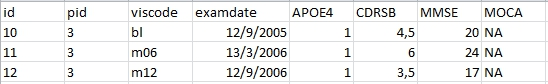 id pid viscode examdate APOE4 CDRSB MMSE MOCA
10 3 bl 12/9/2005 1 4,5 20 NA
11 3 m06 13/3/2006 1 6 24 NA
12 3 m12 12/9/2006 1 3,5 17 NA